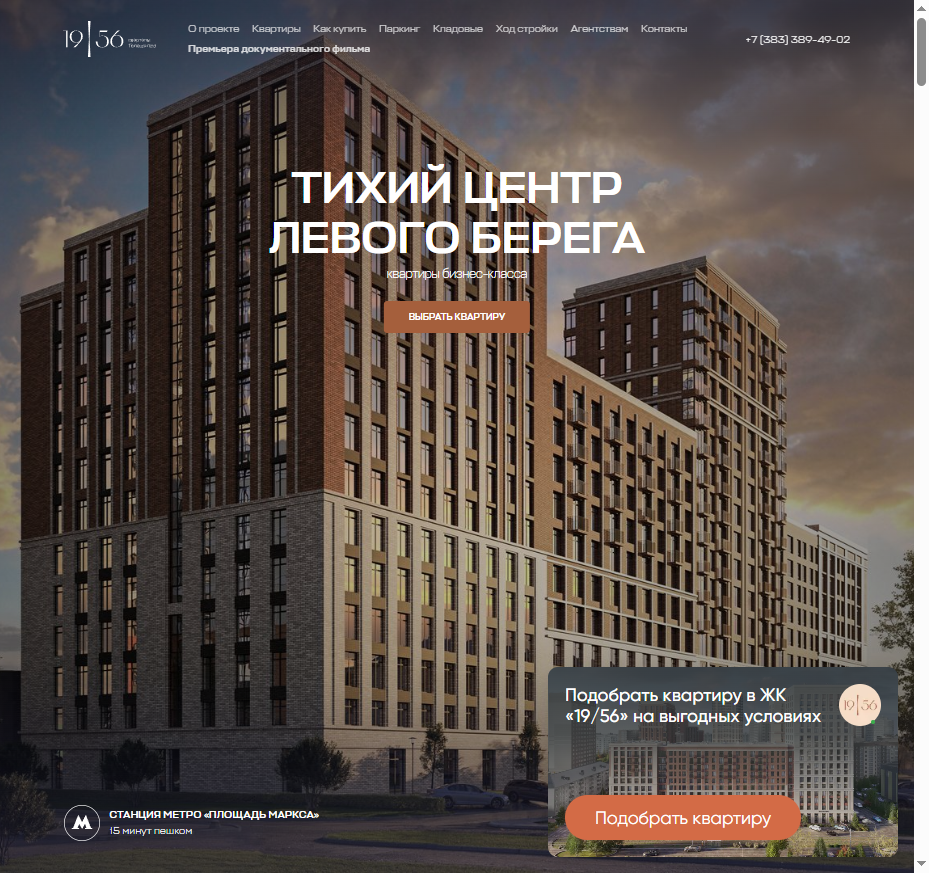 19|56
О проекте Квартиры Как купить Паркинг Кладовые Ход стройки Агентствам Контакты
Премьера документального фильма
+7 (383) 389-49-02
ТИХИЙ ЦЕНТР
ЛЕВОГО БЕРЕГА
квартиры бизнес-класса
ВЫБРАТЬ КВАРТИРУ
Подобрать квартиру в ЖК
«19/56» на выгодных условиях
19|56
Подобрать квартиру
М
СТАНЦИЯ МЕТРО «ПЛОЩАДЬ МАРКСА»
15 минут пешком